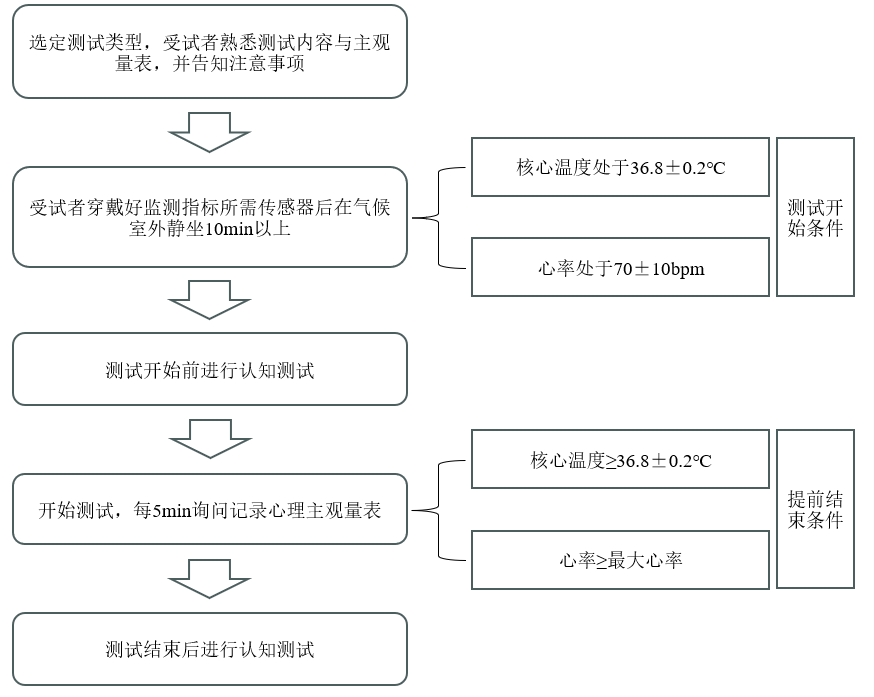 选定测试类型，受试者熟悉测试内容与主观
量表，并告知注意事项
受试者穿戴好监测指标所需传感器后在气候
室外静坐10min以上
核心温度处于36.8±0.2℃
心率处于70±10bpm
测试开
始条件
测试开始前进行认知测试
开始测试，每5min询问记录心理主观量表
核心温度≥36.8±0.2℃
心率≥最大心率
提前结
束条件
测试结束后进行认知测试